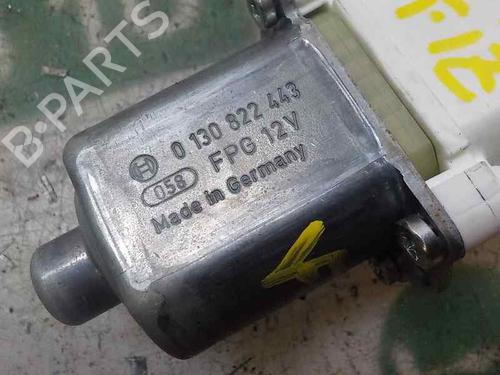 B-PARTS
0 130 822 443
058 FPG 12V
Made in Germany